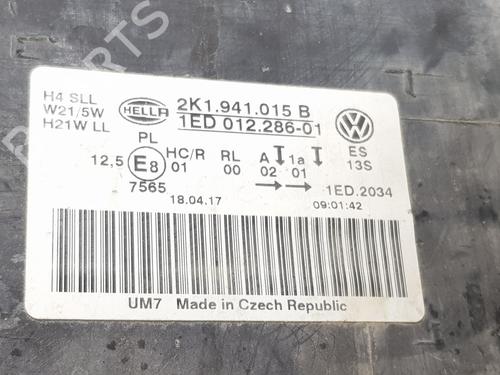 PARTS
H4 SLL
W21/5W
H21W LL
HELLA
2K1.941.015 B
1ED 012.286-01
PL
12,5 E8 HC/R RL A 1a
01 00 02 01
7565
ES
13S
18.04.17
1ED.2034
09:01:42
UM7 Made in Czech Republic